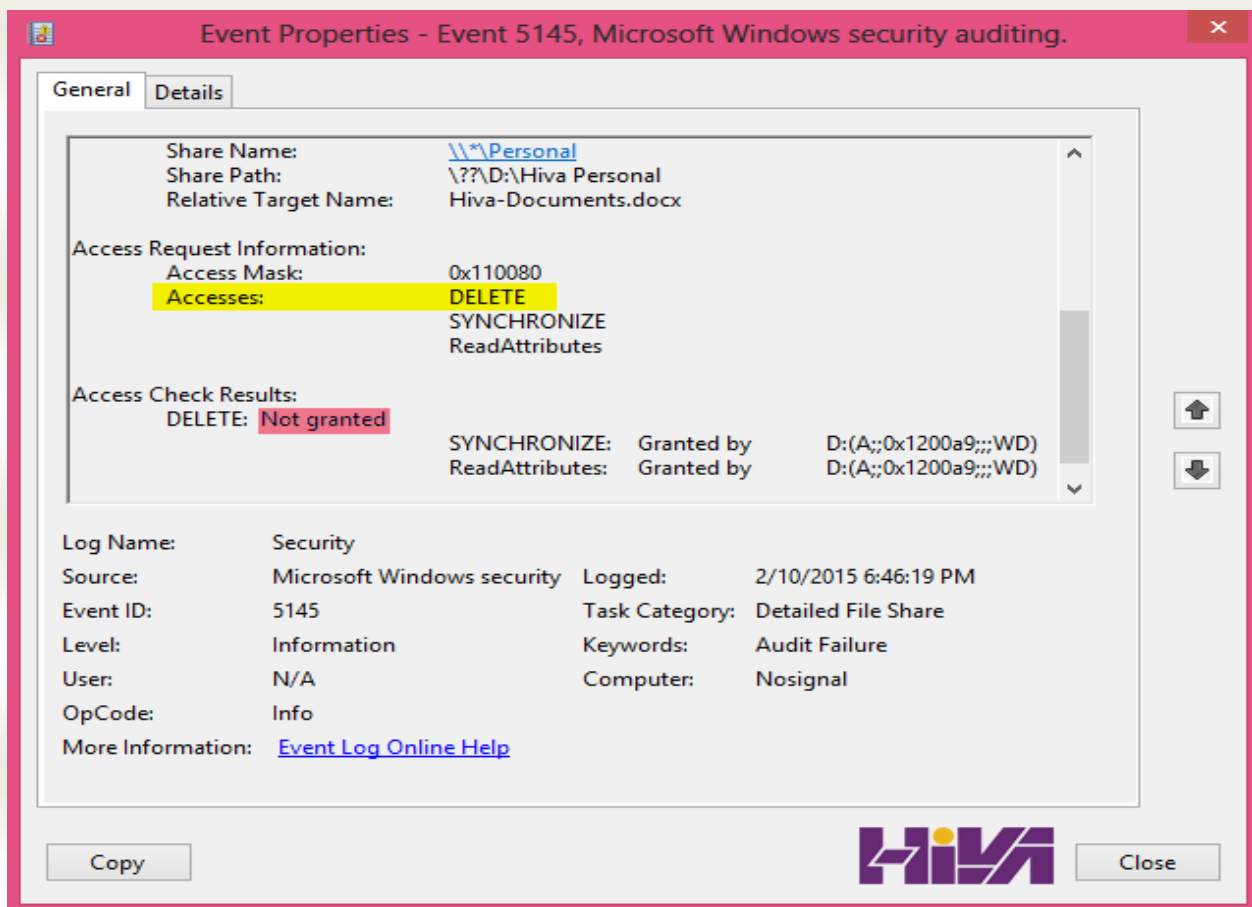 Event Properties - Event 5145, Microsoft Windows security auditing.
General Details
Share Name: \\*\Personal
Share Path: \??\D:\Hiva Personal
Relative Target Name: Hiva-Documents.docx
Access Request Information:
Access Mask: 0x110080
Accesses: DELETE
SYNCHRONIZE
ReadAttributes
Access Check Results:
DELETE: Not granted
SYNCHRONIZE: Granted by D:(A;;0x1200a9;;;WD)
ReadAttributes: Granted by D:(A;;0x1200a9;;;WD)
Log Name: Security
Source: Microsoft Windows security Logged: 2/10/2015 6:46:19 PM
Event ID: 5145 Task Category: Detailed File Share
Level: Information Keywords: Audit Failure
User: N/A Computer: Nosignal
OpCode: Info
More Information: Event Log Online Help
Copy HiVA Close